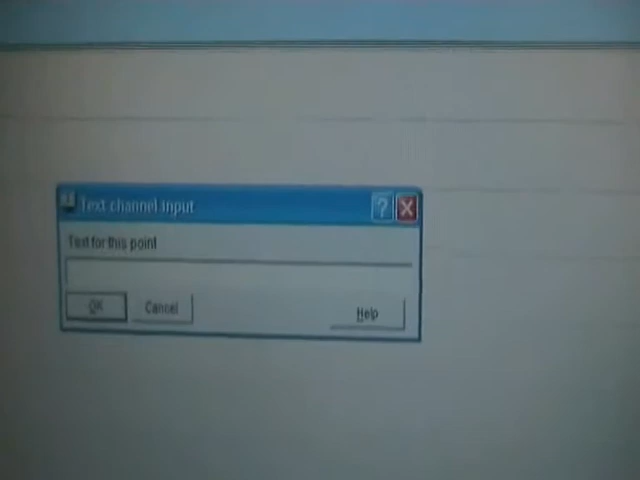 Text channel input
Text for this point
OK
Cancel
Help